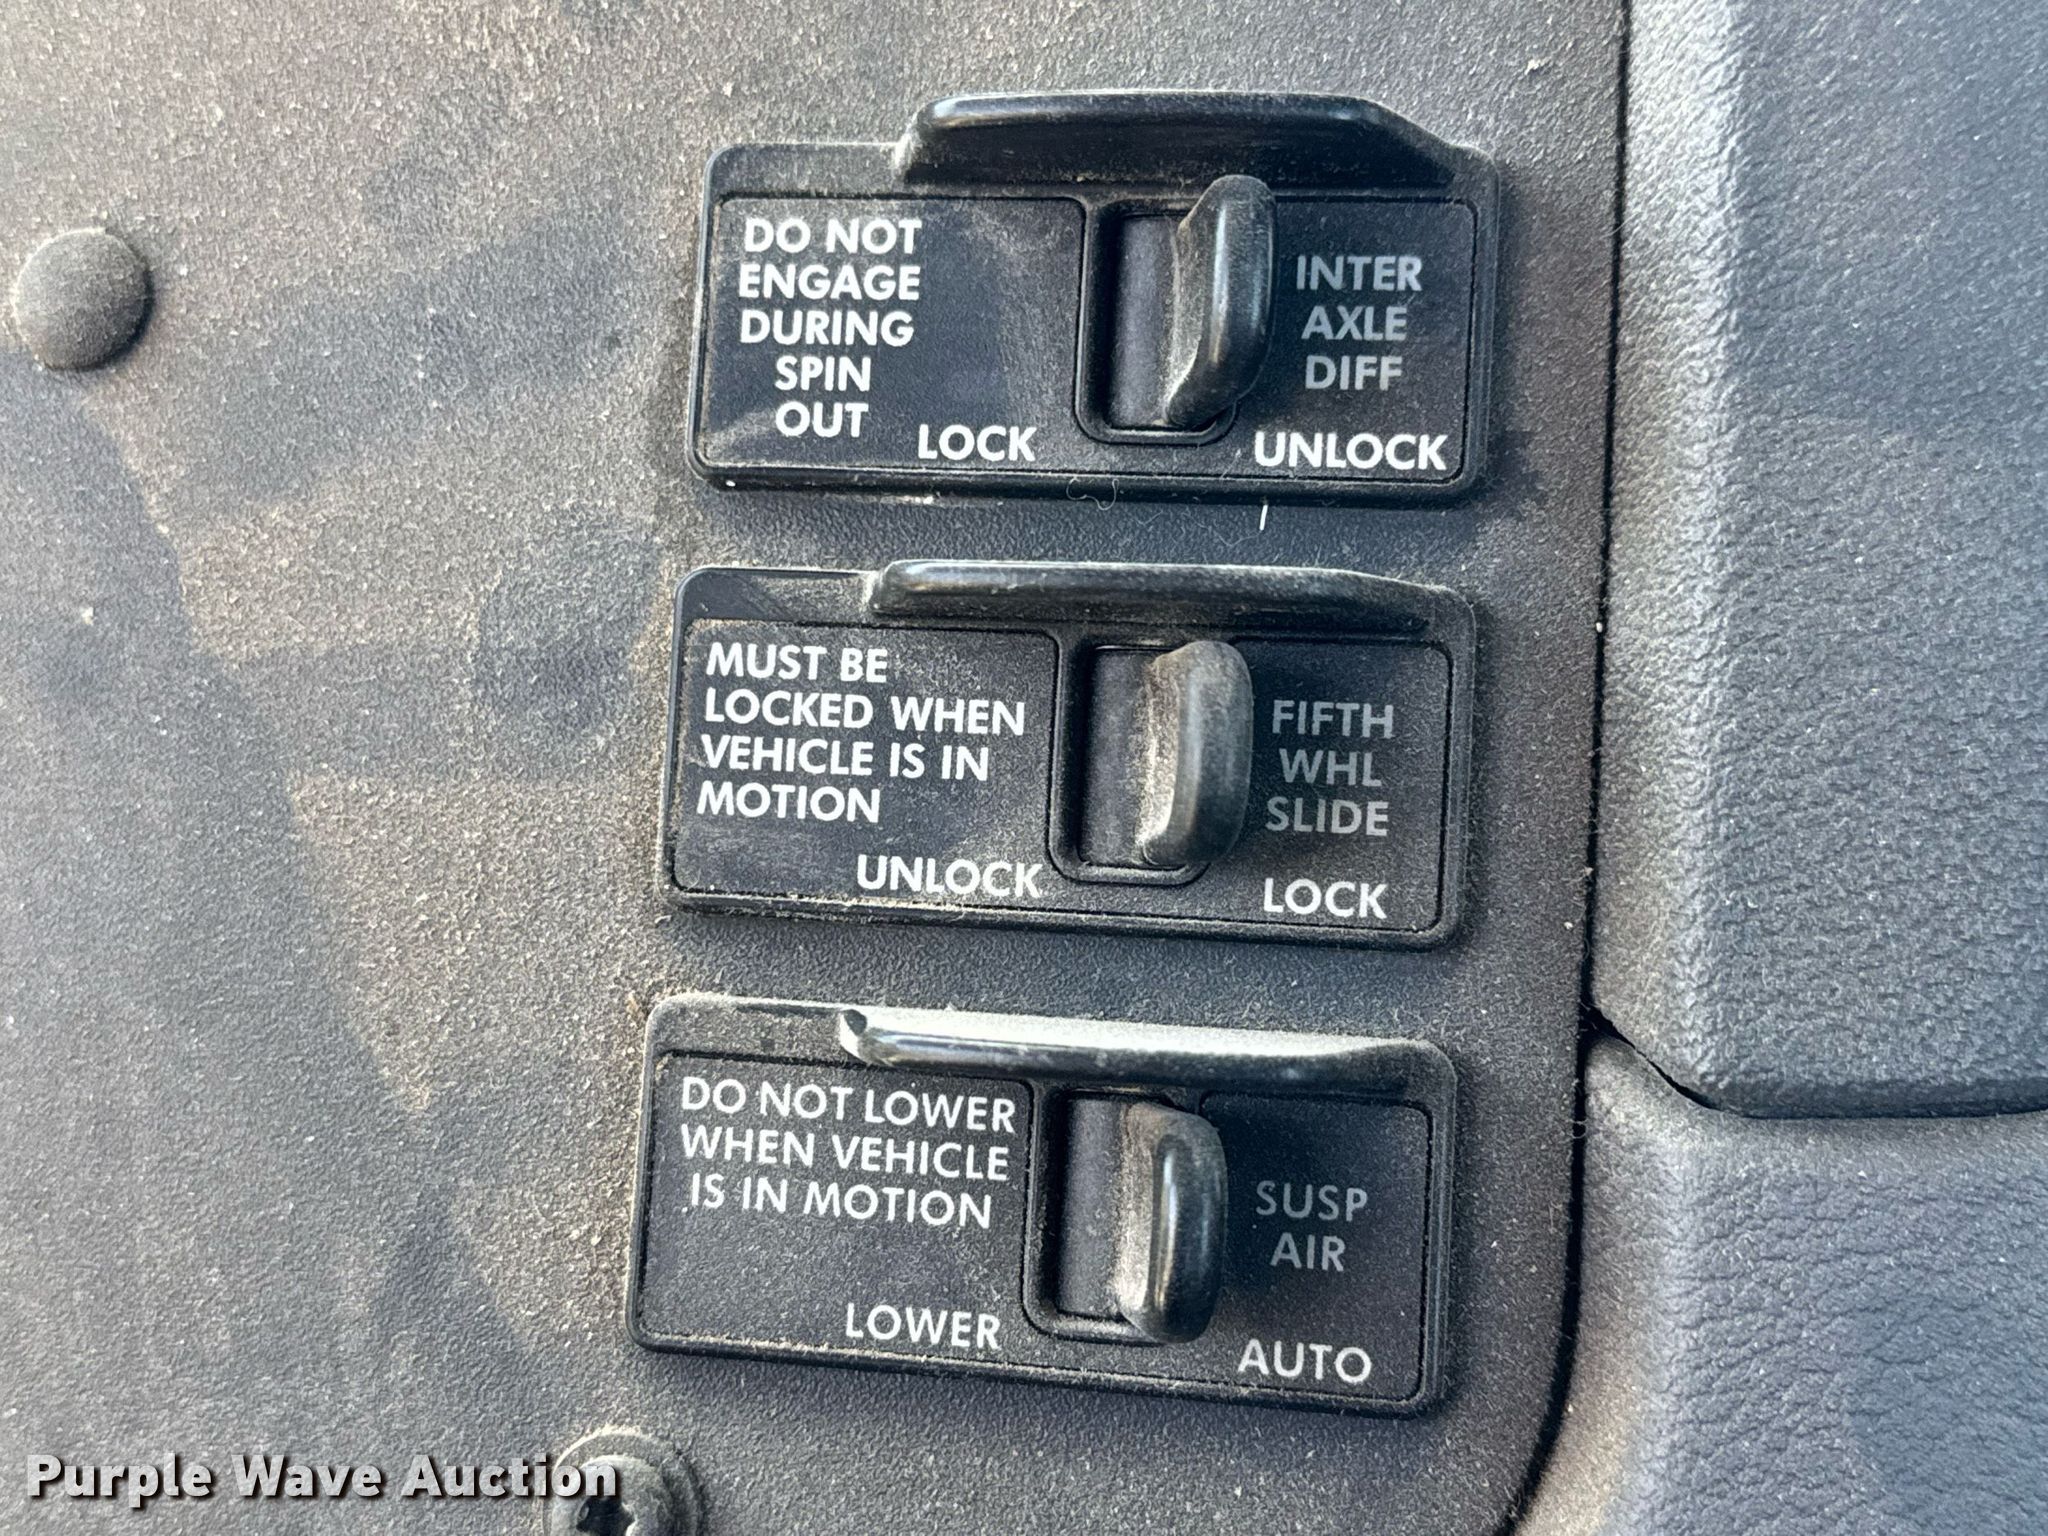 DO NOT
ENGAGE
DURING
SPIN
OUT
LOCK
INTER
AXLE
DIFF
UNLOCK
MUST BE
LOCKED WHEN
VEHICLE IS IN
MOTION
UNLOCK
FIFTH
WHL
SLIDE
LOCK
DO NOT LOWER
WHEN VEHICLE
IS IN MOTION
LOWER
SUSP
AIR
AUTO
Purple Wave Auction